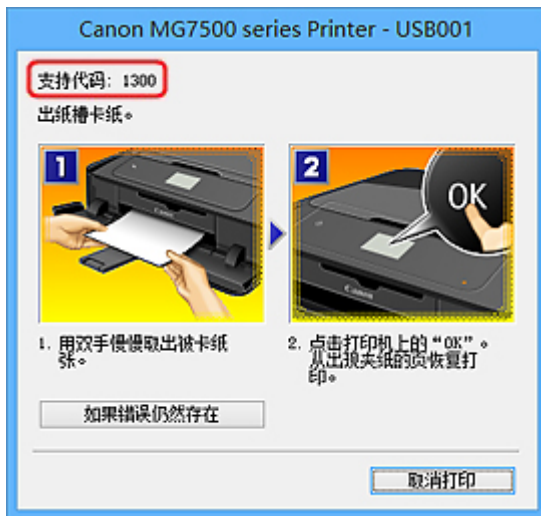 Canon MG7500 series Printer - USB001
支持代码: 1300
出纸槽卡纸。
1
2
OK
Canon
Canon
1. 用双手慢慢取出被卡纸
张。
2. 点击打印机上的“OK”。
从出现夹纸的页恢复打
印。
如果错误仍然存在
取消打印